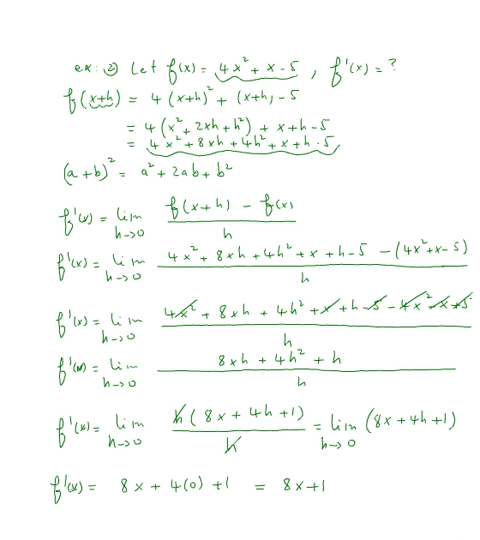 ex: ② Let f(x) = 4x² + x - 5 , f'(x) = ?
f(x+h) = 4(x+h)² + (x+h) - 5
= 4(x² + 2xh + h²) + x + h - 5
= 4x² + 8xh + 4h² + x + h - 5
(a+b)² = a² + 2ab + b²
f'(x) = lim h→0 (f(x+h) - f(x)) / h
f'(x) = lim h→0 (4x² + 8xh + 4h² + x + h - 5 - (4x² + x - 5)) / h
f'(x) = lim h→0 (4x² + 8xh + 4h² + x + h - 5 - 4x² - x + 5) / h
f'(x) = lim h→0 (8xh + 4h² + h) / h
f'(x) = lim h→0 h(8x + 4h + 1) / h = lim h→0 (8x + 4h + 1)
f'(x) = 8x + 4(0) + 1 = 8x + 1